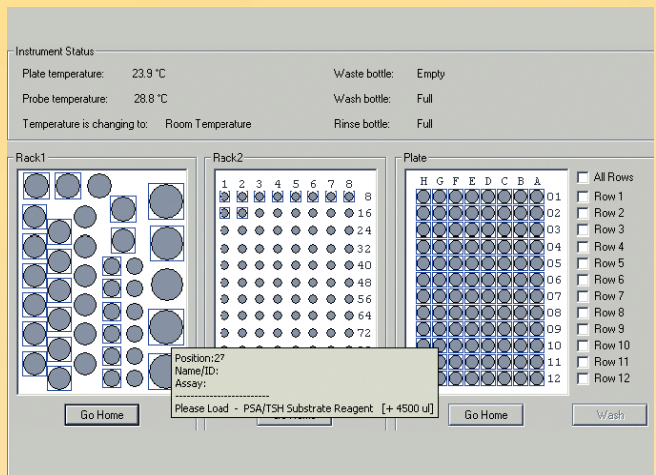 Instrument Status
Plate temperature: 23.9 °C Waste bottle: Empty
Probe temperature: 28.8 °C Wash bottle: Full
Temperature is changing to: Room Temperature Rinse bottle: Full
Rack1 Rack2 Plate
1 2 3 4 5 6 7 8 H G F E D C B A All Rows
8 01 Row 1
16 02 Row 2
24 03 Row 3
32 04 Row 4
40 05 Row 5
48 06 Row 6
56 07 Row 7
64 08 Row 8
72 09 Row 9
10 Row 10
11 Row 11
12 Row 12
Position:27
Name/ID:
Assay:
-------------------------
Please Load - PSA/TSH Substrate Reagent [+ 4500 ul]
Go Home Go Home Wash